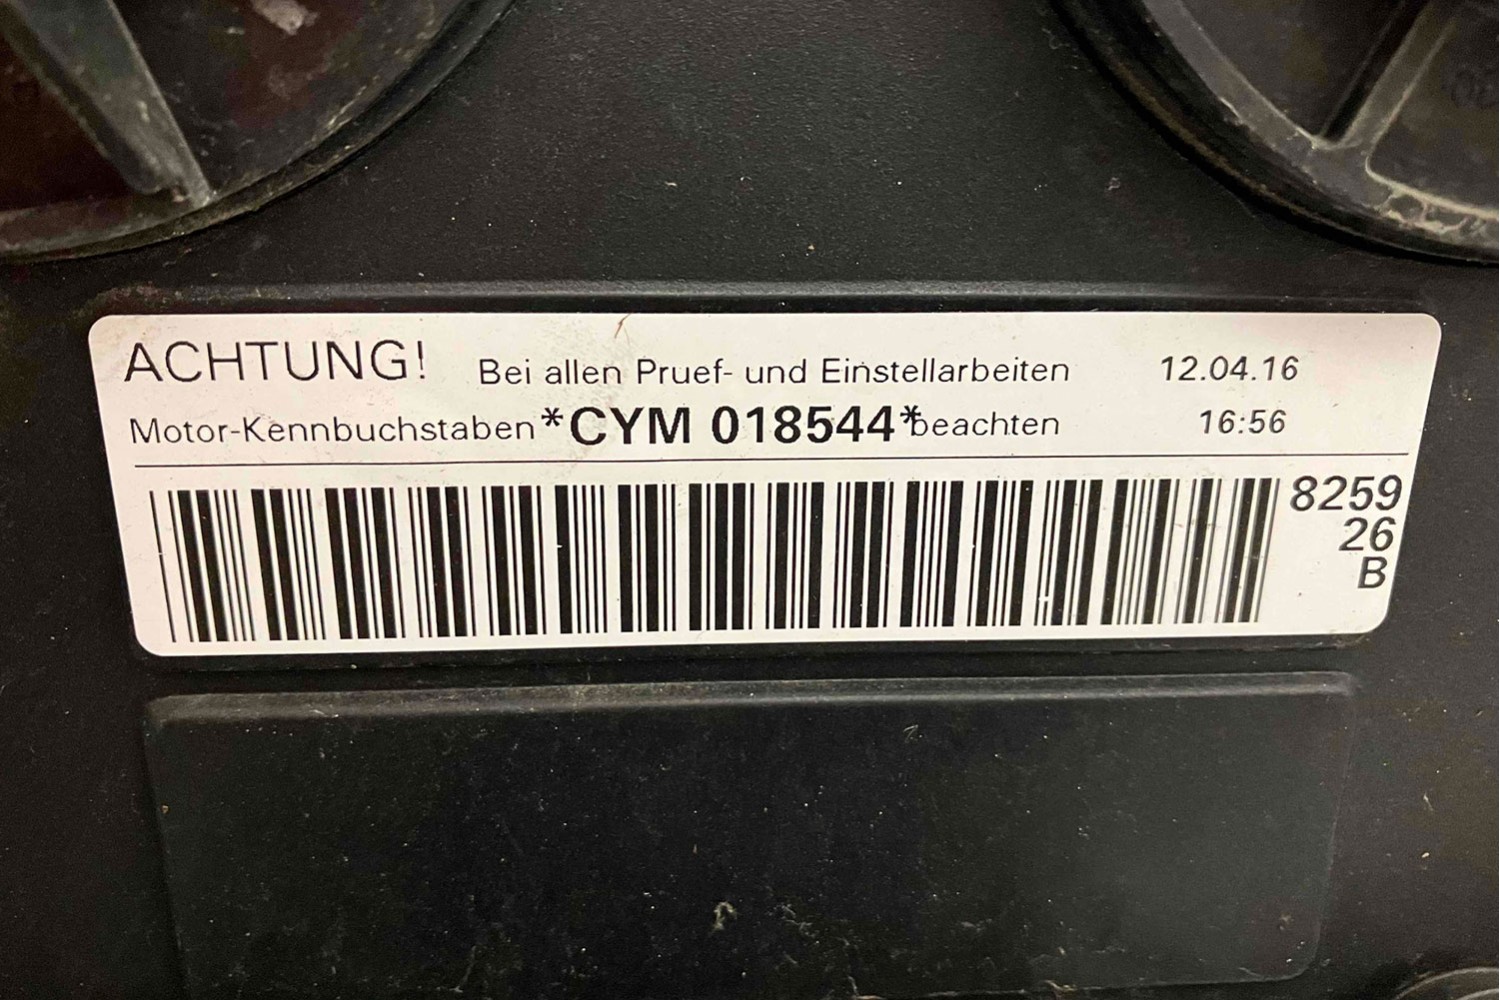 ACHTUNG! Bei allen Pruef- und Einstellarbeiten 12.04.16
Motor-Kennbuchstaben *CYM 018544* beachten 16:56
8259
26
B